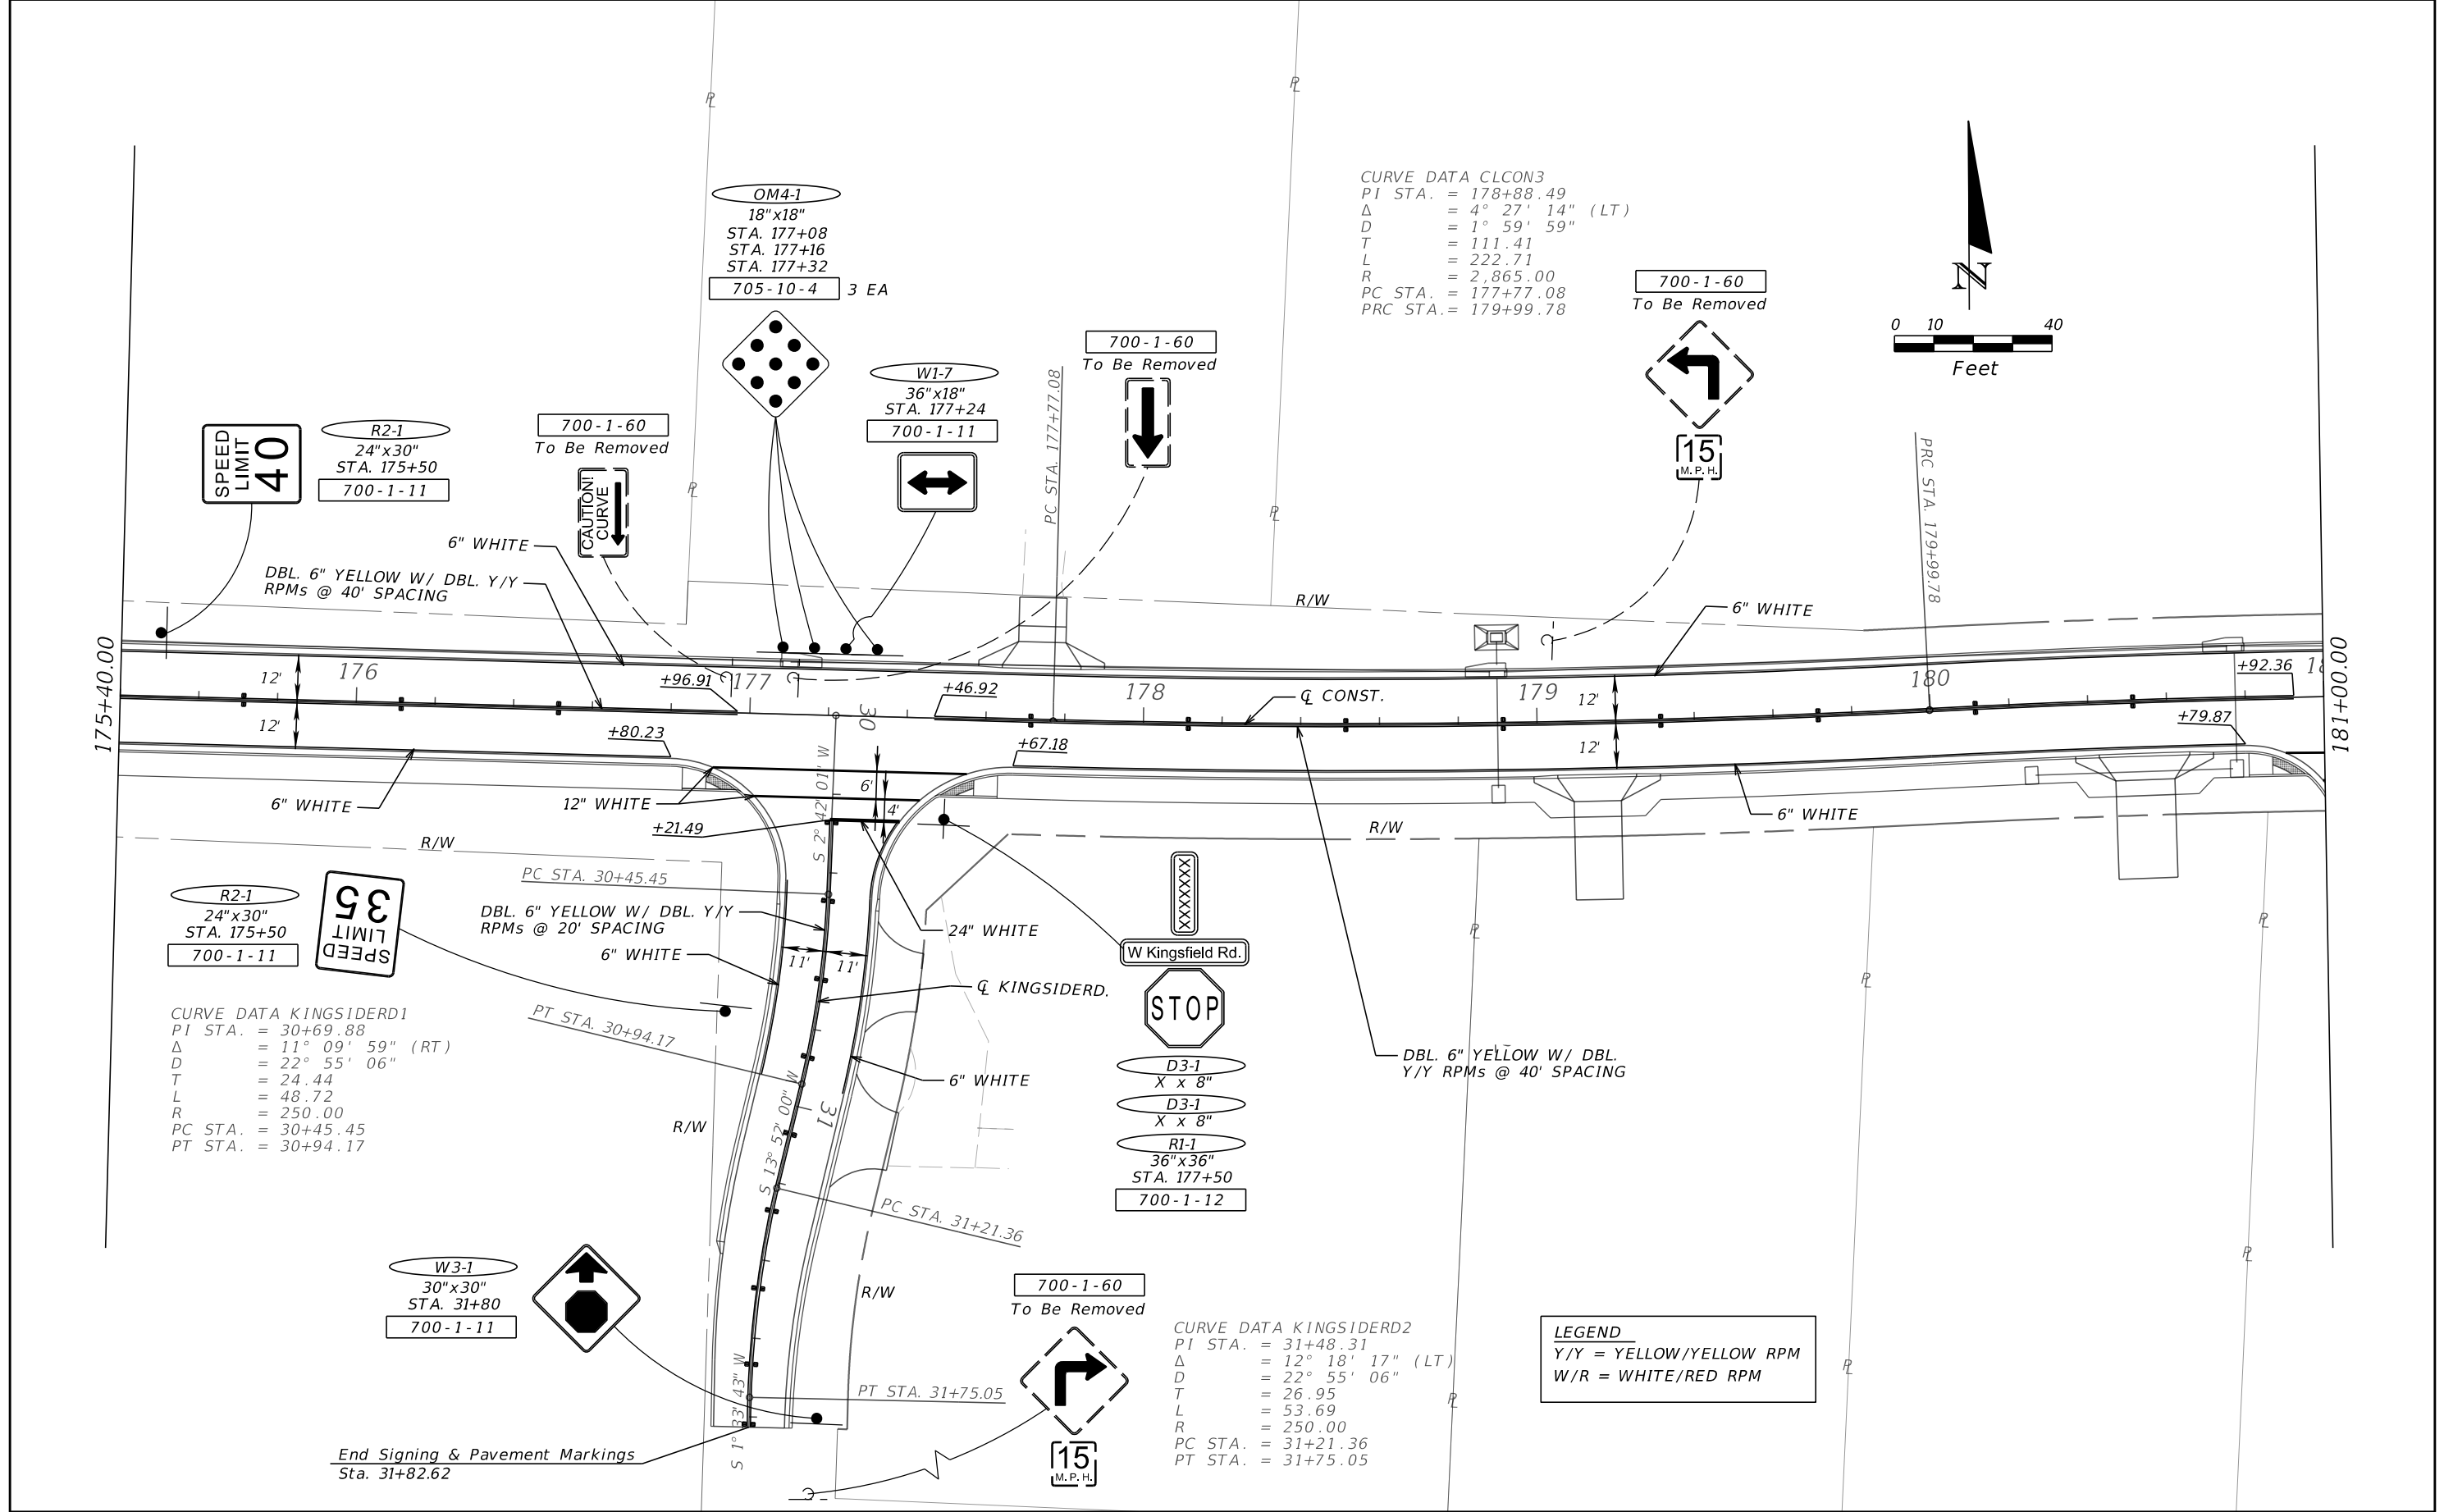 OM4-1
18"x18"
STA. 177+08
STA. 177+16
STA. 177+32
705-10-4 3 EA
CURVE DATA CLCON3
PI STA. = 178+88.49
Δ = 4° 27' 14" (LT)
D = 1° 59' 59"
T = 111.41
L = 222.71
R = 2,865.00
PC STA. = 177+77.08
PRC STA.= 179+99.78
700-1-60
To Be Removed
15
M.P.H.
N
0 10 40
Feet
700-1-60
To Be Removed
W1-7
36"x18"
STA. 177+24
700-1-11
PC STA. 177+77.08
SPEED
LIMIT
40
R2-1
24"x30"
STA. 175+50
700-1-11
700-1-60
To Be Removed
CAUTION!
CURVE
PRC STA. 179+99.78
6" WHITE
DBL. 6" YELLOW W/ DBL. Y/Y
RPMs @ 40' SPACING
R/W
6" WHITE
175+40.00
12'
12'
176
+96.91
177
+46.92
178
℄ CONST.
179
12'
12'
180
+92.36
18
181+00.00
+80.23
30
+67.18
+79.87
6" WHITE
12" WHITE
6'
4'
S 2° 42' 01" W
+21.49
R/W
R/W
6" WHITE
℄ KINGSIDERD.
PC STA. 30+45.45
R2-1
24"x30"
STA. 175+50
700-1-11
SPEED
LIMIT
35
DBL. 6" YELLOW W/ DBL. Y/Y
RPMs @ 20' SPACING
6" WHITE
11'
11'
24" WHITE
XXXXXXX
W Kingsfield Rd.
STOP
D3-1
X x 8"
D3-1
X x 8"
R1-1
36"x36"
STA. 177+50
700-1-12
DBL. 6" YELLOW W/ DBL.
Y/Y RPMs @ 40' SPACING
CURVE DATA KINGSIDERD1
PI STA. = 30+69.88
Δ = 11° 09' 59" (RT)
D = 22° 55' 06"
T = 24.44
L = 48.72
R = 250.00
PC STA. = 30+45.45
PT STA. = 30+94.17
PT STA. 30+94.17
6" WHITE
R/W
31
S 13° 52' 00" W
PC STA. 31+21.36
W3-1
30"x30"
STA. 31+80
700-1-11
R/W
700-1-60
To Be Removed
15
M.P.H.
PT STA. 31+75.05
S 1° 33' 43" W
End Signing & Pavement Markings
Sta. 31+82.62
CURVE DATA KINGSIDERD2
PI STA. = 31+48.31
Δ = 12° 18' 17" (LT)
D = 22° 55' 06"
T = 26.95
L = 53.69
R = 250.00
PC STA. = 31+21.36
PT STA. = 31+75.05
LEGEND
Y/Y = YELLOW/YELLOW RPM
W/R = WHITE/RED RPM
℄
℄
℄
℄
℄
℄
℄
℄
℄
℄
℄